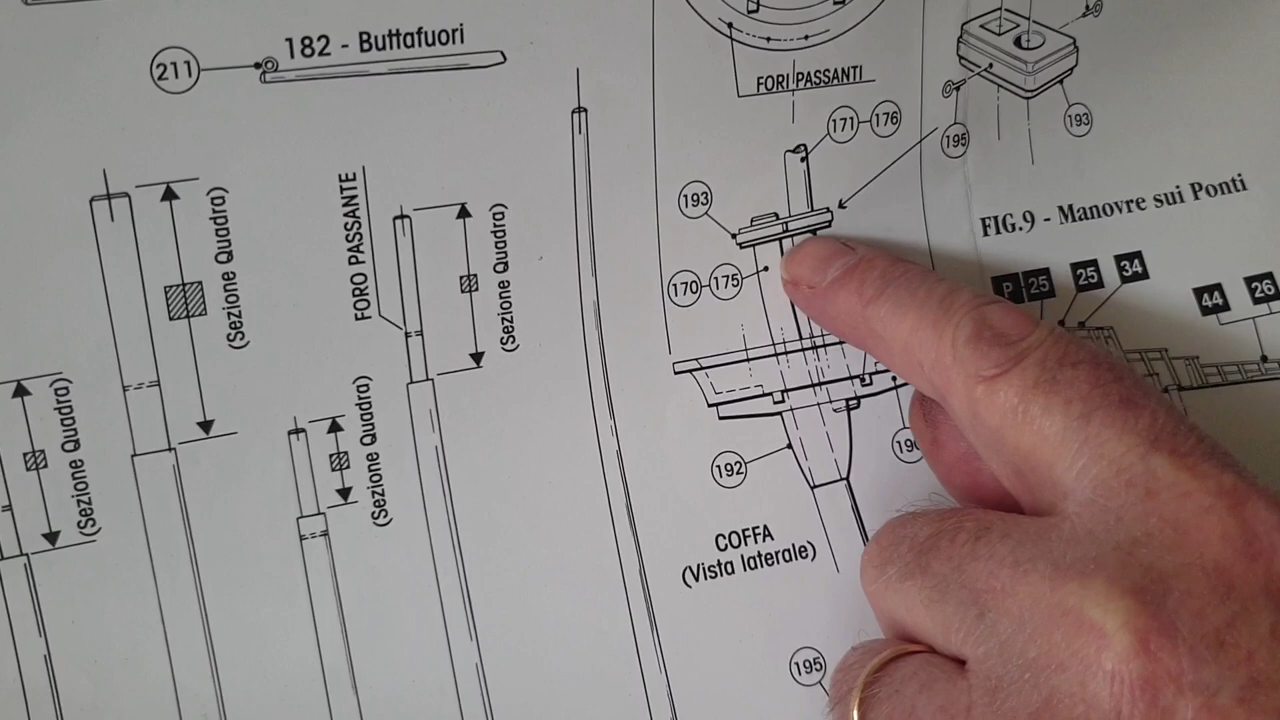 211
182 - Buttafuori
(Sezione Quadra)
FORO PASSANTE
(Sezione Quadra)
(Sezione Quadra)
(Sezione Quadra)
FORI PASSANTI
171
176
193
170
175
192
COFFA
(Vista laterale)
195
195
193
FIG.9 - Manovre sui Ponti
P
25
25
34
44
26